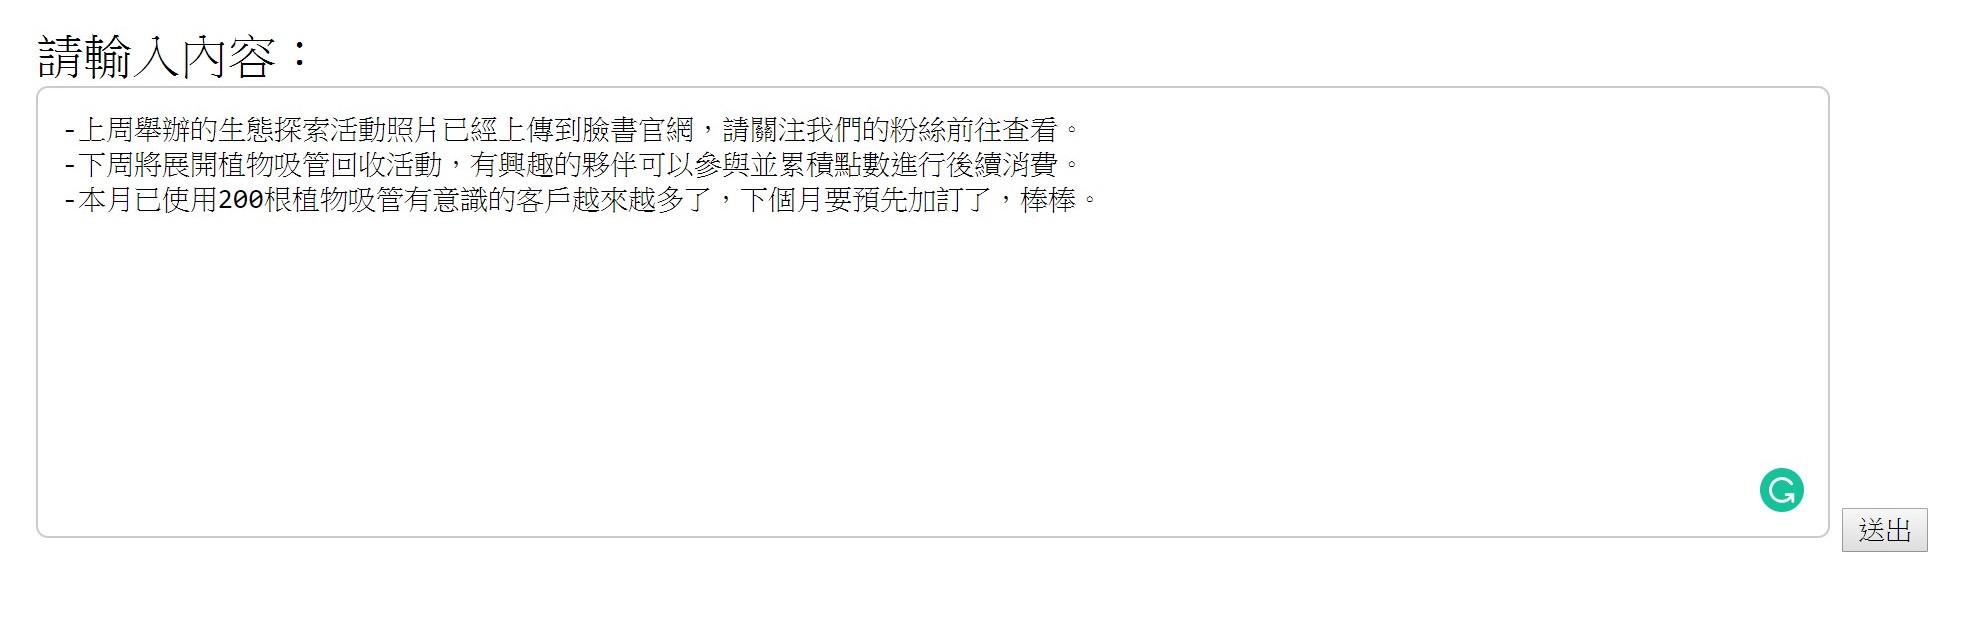 請輸入內容：
-上周舉辦的生態探索活動照片已經上傳到臉書官網，請關注我們的粉絲前往查看。
-下周將展開植物吸管回收活動，有興趣的夥伴可以參與並累積點數進行後續消費。
-本月已使用200根植物吸管有意識的客戶越來越多了，下個月要預先加訂了，棒棒。
送出